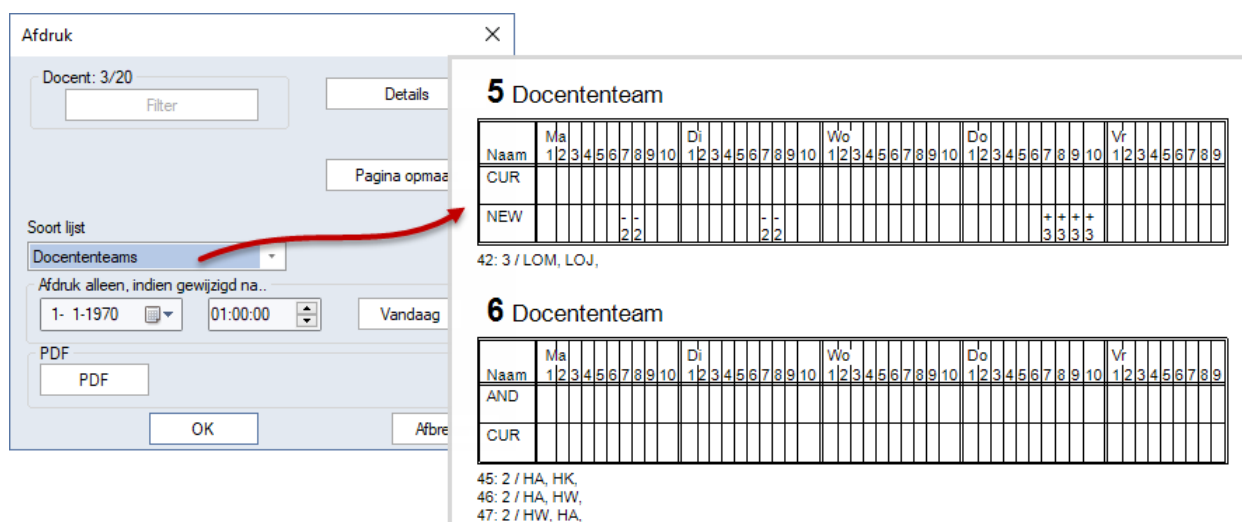 Afdruk
Docent: 3/20
Filter
Details
Pagina opmaa
Soort lijst
Docententeams
Afdruk alleen, indien gewijzigd na..
1- 1-1970 01:00:00 Vandaag
PDF
PDF
OK Afbre
5 Docententeam
Ma Di Wo Do Vr
Naam 1 2 3 4 5 6 7 8 9 10 1 2 3 4 5 6 7 8 9 10 1 2 3 4 5 6 7 8 9 10 1 2 3 4 5 6 7 8 9 10 1 2 3 4 5 6 7 8 9
CUR
NEW - - - - + + + +
2 2 2 2 3 3 3 3
42: 3 / LOM, LOJ,
6 Docententeam
Ma Di Wo Do Vr
Naam 1 2 3 4 5 6 7 8 9 10 1 2 3 4 5 6 7 8 9 10 1 2 3 4 5 6 7 8 9 10 1 2 3 4 5 6 7 8 9 10 1 2 3 4 5 6 7 8 9
AND
CUR
45: 2 / HA, HK,
46: 2 / HA, HW,
47: 2 / HW, HA,